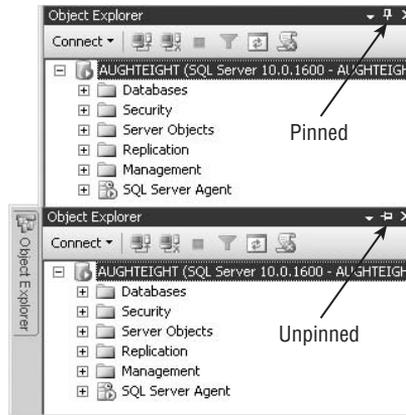 Object Explorer
Connect
AUGHTEIGHT (SQL Server 10.0.1600 - AUGHTEIGH
Databases
Security
Server Objects
Replication
Management
SQL Server Agent
Pinned
Object Explorer
Object Explorer
Connect
AUGHTEIGHT (SQL Server 10.0.1600 - AUGHTEIGH
Databases
Security
Server Objects
Replication
Management
SQL Server Agent
Unpinned